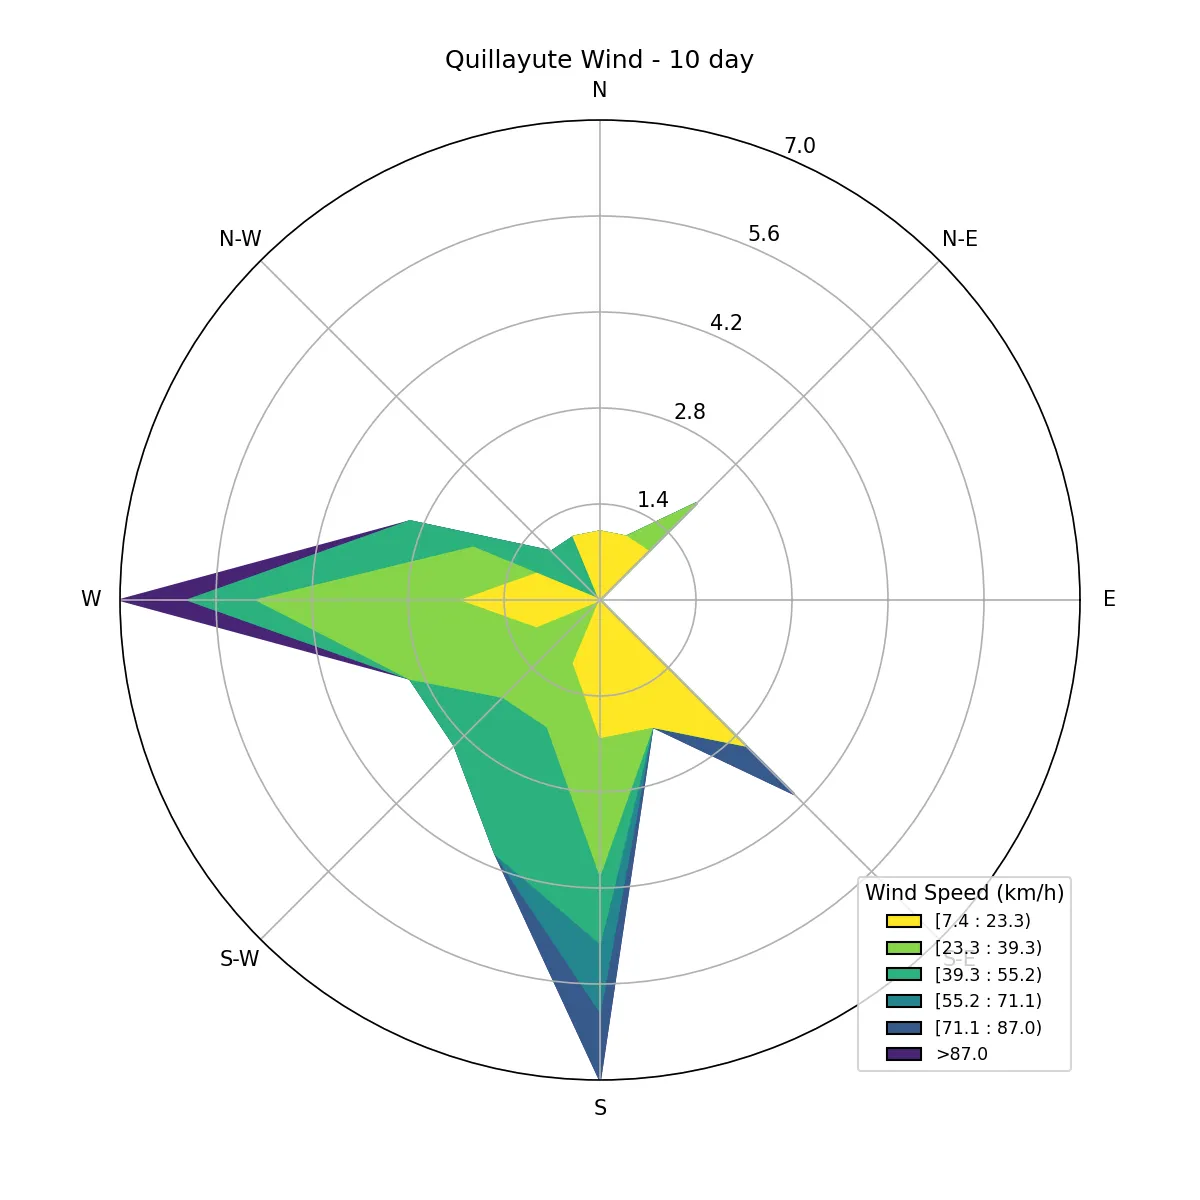 Quillayute Wind - 10 day
N
7.0
N-W
5.6
N-E
4.2
2.8
1.4
W
E
S-W
S-E
S
Wind Speed (km/h)
[7.4 : 23.3)
[23.3 : 39.3)
[39.3 : 55.2)
[55.2 : 71.1)
[71.1 : 87.0)
>87.0